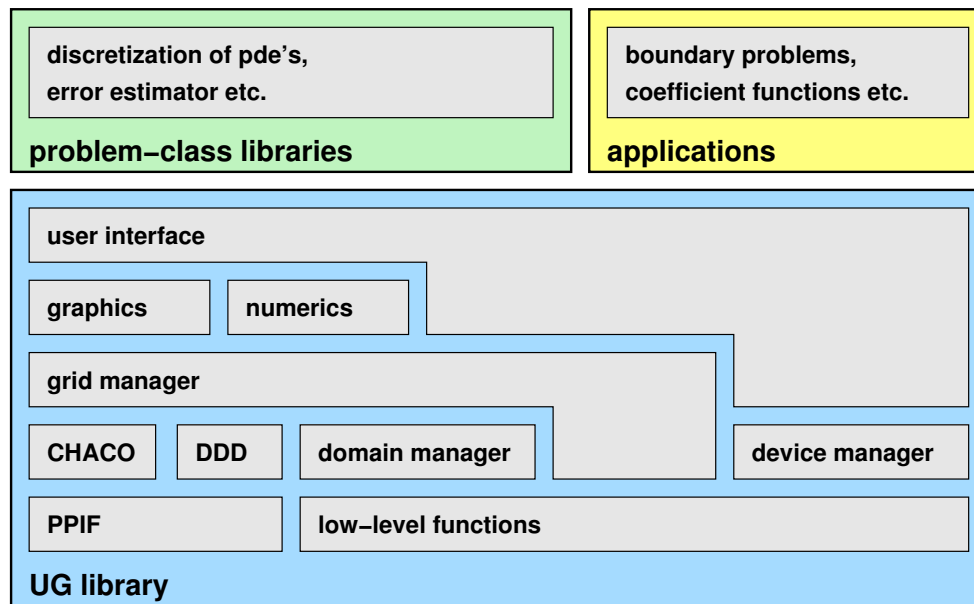 discretization of pde's,
error estimator etc.
problem−class libraries
boundary problems,
coefficient functions etc.
applications
user interface
graphics
numerics
grid manager
CHACO
DDD
domain manager
device manager
PPIF
low−level functions
UG library